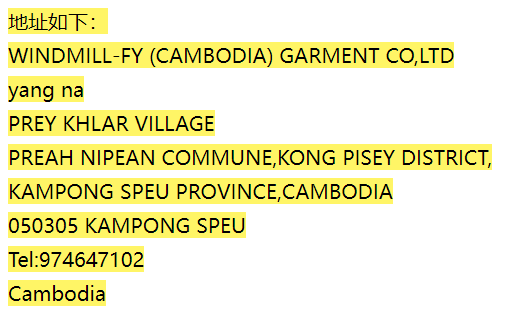 地址如下：
WINDMILL-FY (CAMBODIA) GARMENT CO,LTD
yang na
PREY KHLAR VILLAGE
PREAH NIPEAN COMMUNE,KONG PISEY DISTRICT,
KAMPONG SPEU PROVINCE,CAMBODIA
050305 KAMPONG SPEU
Tel:974647102
Cambodia